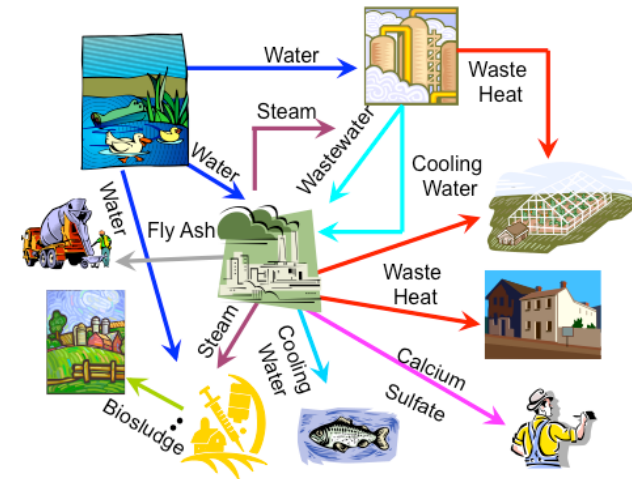 Water
Waste
Heat
Steam
Wastewater
Water
Cooling
Water
Water
Fly Ash
Waste
Heat
Steam
Cooling
Water
Calcium
Sulfate
Biosludge